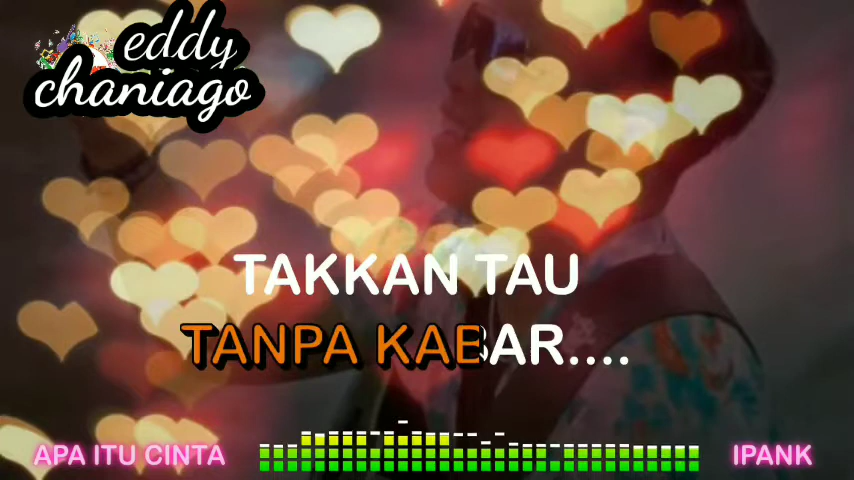 eddy
chaniago
TAKKAN TAU
TANPA KABAR....
APA ITU CINTA
IPANK